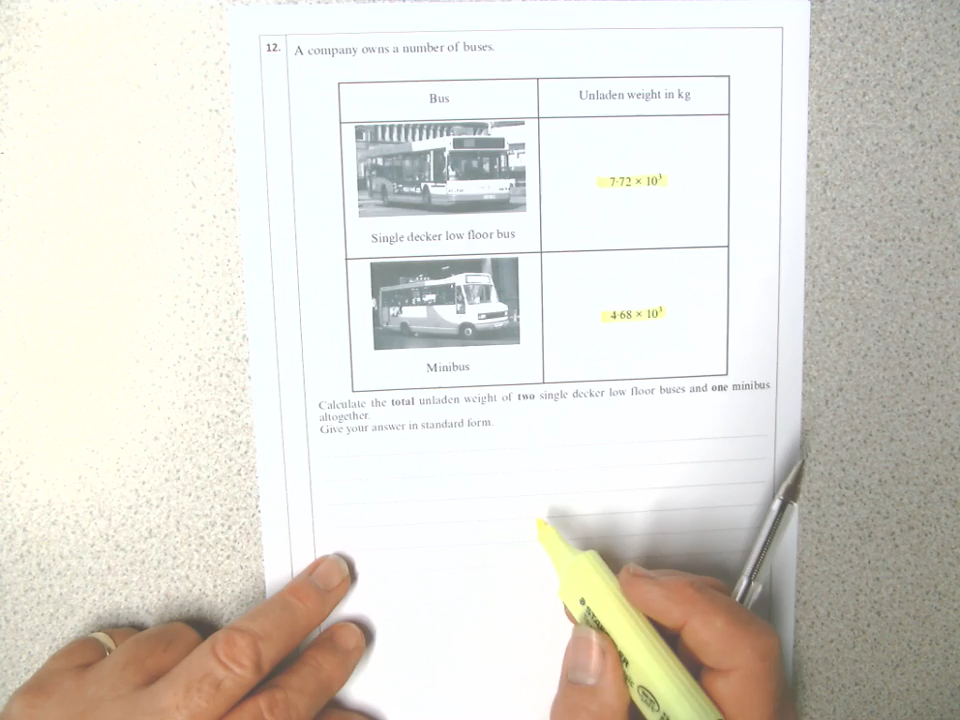 12. A company owns a number of buses.
Bus Unladen weight in kg
7·72 × 10³
Single decker low floor bus
4·68 × 10³
Minibus
Calculate the total unladen weight of two single decker low floor buses and one minibus
altogether.
Give your answer in standard form.